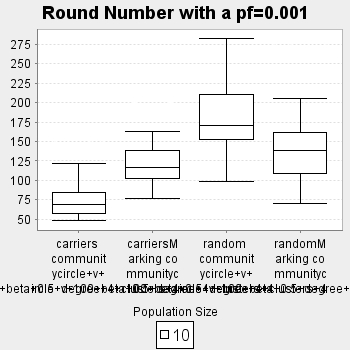 Round Number with a pf=0.001
275
250
225
200
175
150
125
100
75
50
carriers
communit
ycircle+v+
carriersM
arking co
mmunityc
random
communit
ycircle+v+
randomM
arking co
mmunityc
Population Size
10